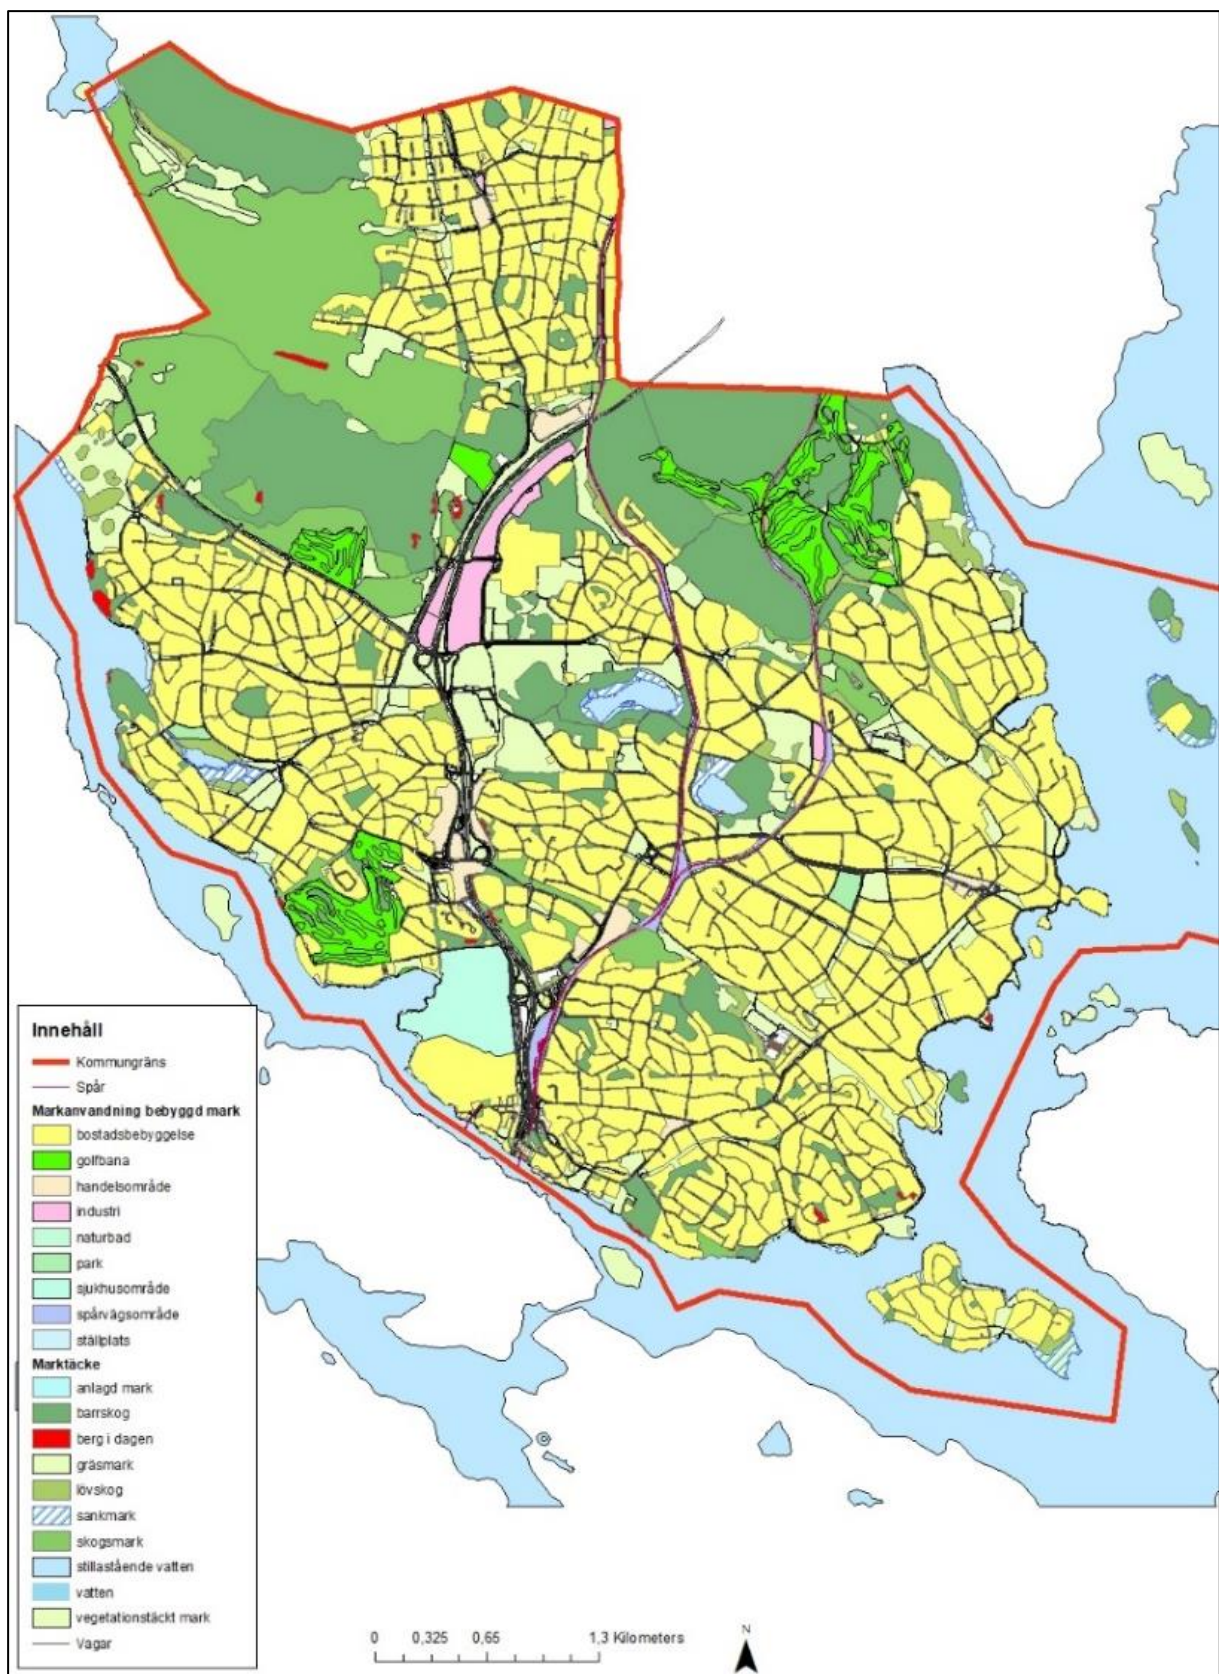 Innehåll
Kommungräns
Spår
Markanvandning bebyggd mark
bostadsbebyggelse
golfbana
handelsområde
industri
naturbad
park
sjukhusområde
spårvägsområde
ställplats
Marktäcke
anlagd mark
barrskog
berg i dagen
gräsmark
lövskog
sankmark
skogsmark
stillastående vatten
vatten
vegetationstäckt mark
Vagar
0 0,325 0,65 1,3 Kilometers
N